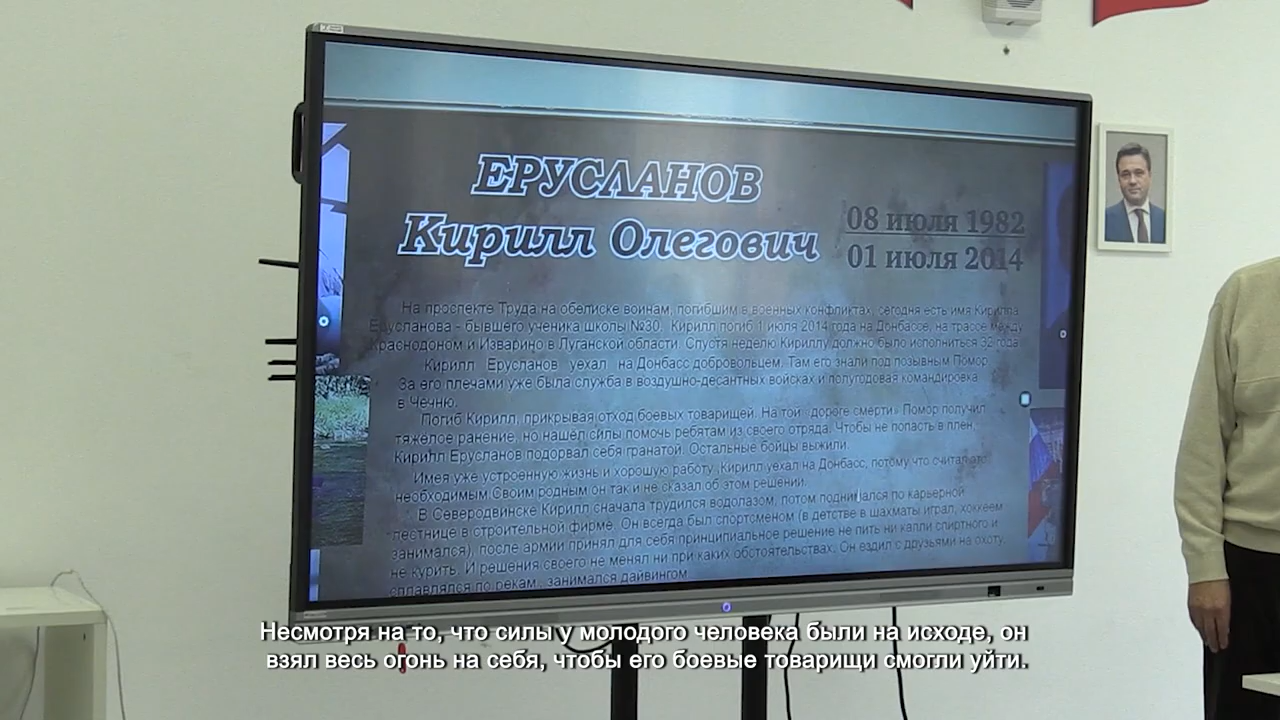 ЕРУСЛАНОВ
Кирилл Олегович
08 июля 1982
01 июля 2014
На проспекте Труда на обелиске воинам, погибшим в военных конфликтах, сегодня есть имя Кирилла
Ерусланова - бывшего ученика школы №30. Кирилл погиб 1 июля 2014 года на Донбассе, на трассе между
Краснодоном и Изварино в Луганской области. Спустя неделю Кириллу должно было исполниться 32 года
Кирилл Ерусланов уехал на Донбасс добровольцем. Там его знали под позывным Помор
За его плечами уже была служба в воздушно-десантных войсках и полугодовая командировка
в Чечню.
Погиб Кирилл, прикрывая отход боевых товарищей. На той «дороге смерти» Помор получил
тяжелое ранение, но нашёл силы помочь ребятам из своего отряда. Чтобы не попасть в плен,
Кирилл Ерусланов подорвал себя гранатой. Остальные бойцы выжили.
Имея уже устроенную жизнь и хорошую работу ,Кирилл уехал на Донбасс, потому что считал это
необходимым Своим родным он так и не сказал об этом решении.
В Северодвинске Кирилл сначала трудился водолазом, потом поднимался по карьерной
лестнице в строительной фирме. Он всегда был спортсменом (в детстве в шахматы играл, хоккеем
занимался), после армии принял для себя принципиальное решение не пить ни капли спиртного и
не курить. И решения своего не менял ни при каких обстоятельствах. Он ездил с друзьями на охоту,
сплавлялся по рекам, занимался дайвингом
Несмотря на то, что силы у молодого человека были на исходе, он
взял весь огонь на себя, чтобы его боевые товарищи смогли уйти.